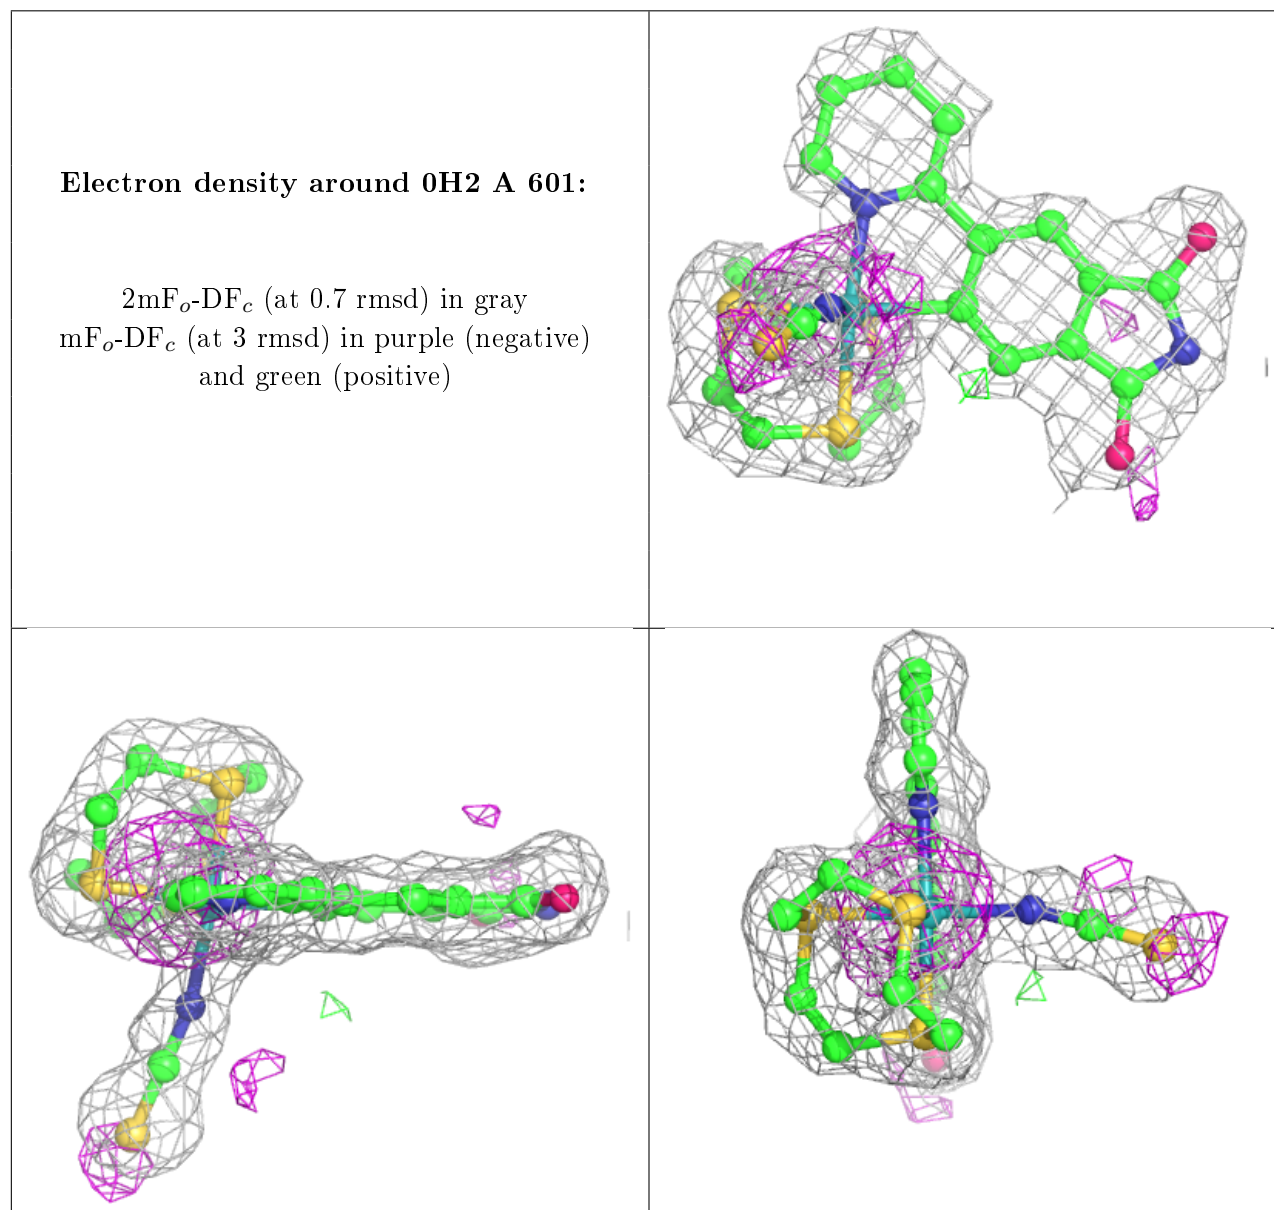 Electron density around 0H2 A 601:
2mFo-DFc (at 0.7 rmsd) in gray
mFo-DFc (at 3 rmsd) in purple (negative)
and green (positive)